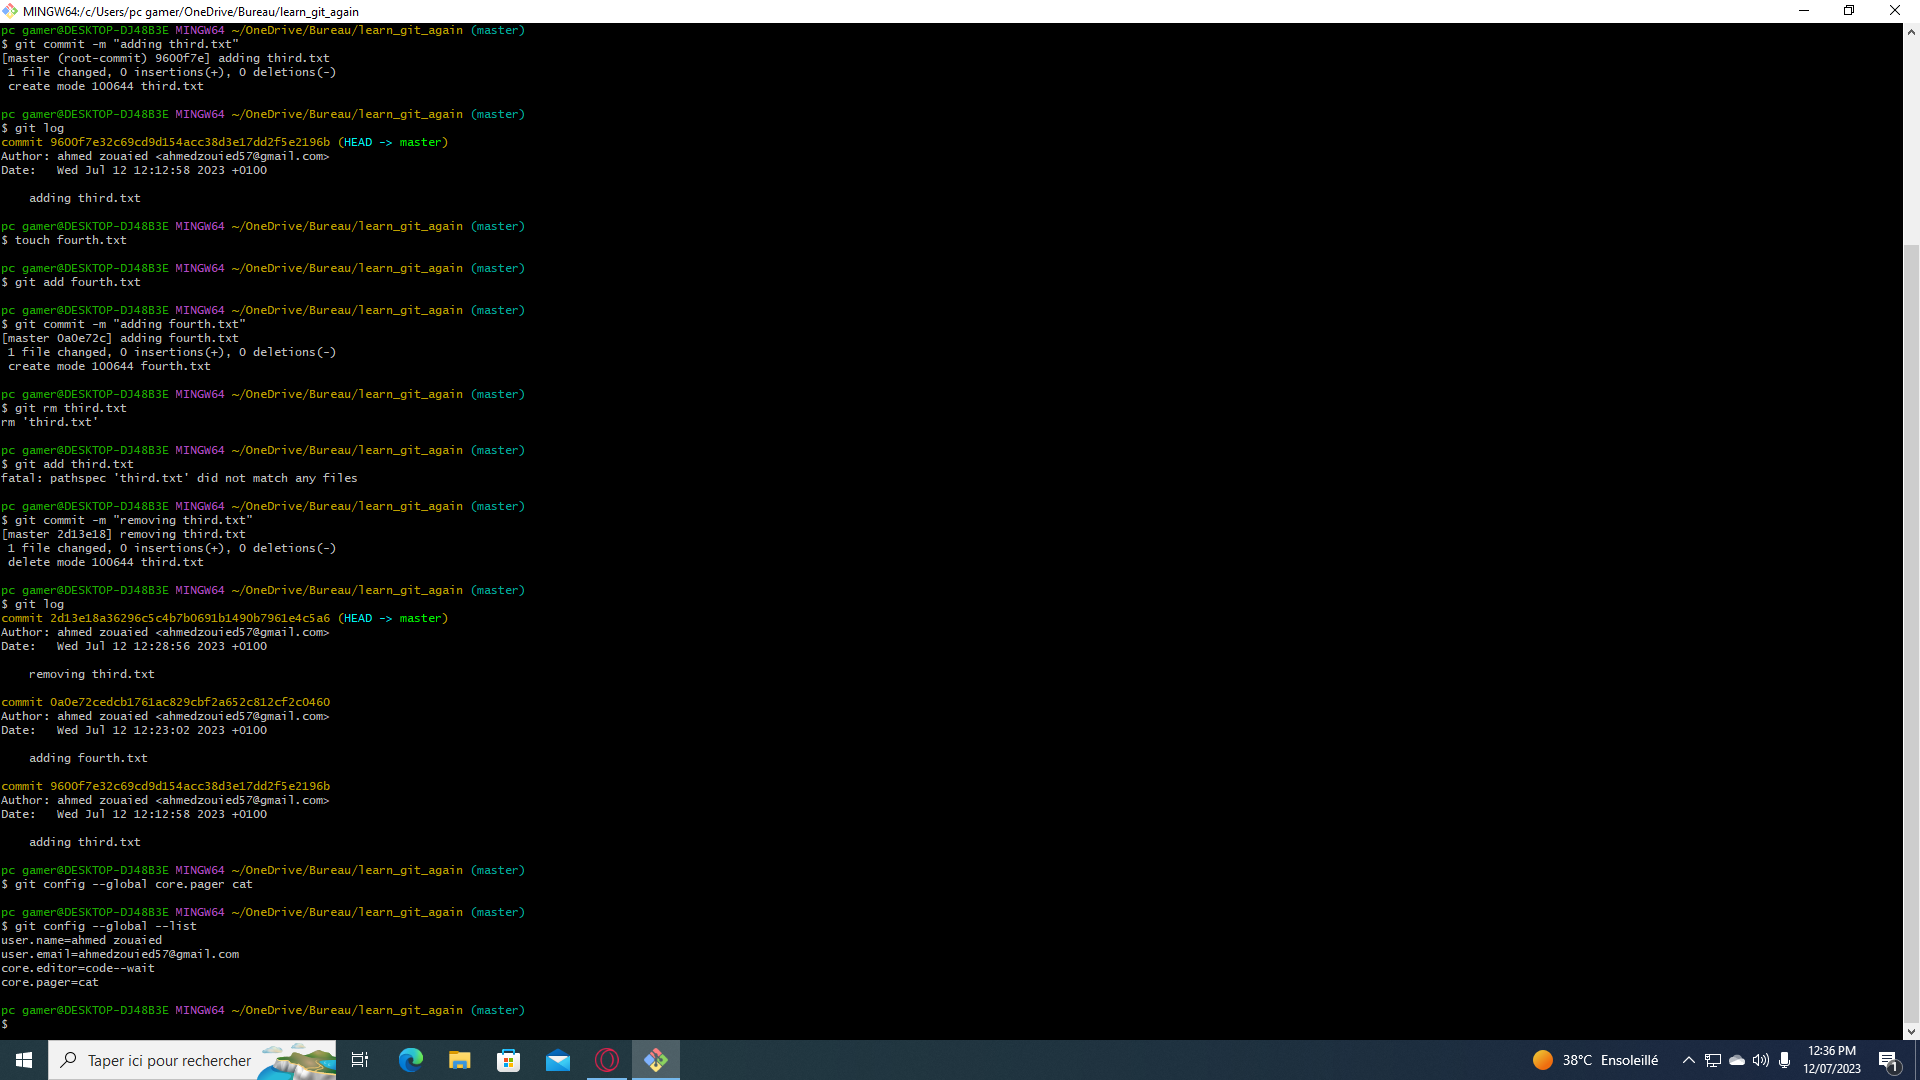 MINGW64:/c/Users/pc gamer/OneDrive/Bureau/learn_git_again
pc gamer@DESKTOP-DJ48B3E MINGW64 ~/OneDrive/Bureau/learn_git_again (master)
$ git commit -m "adding third.txt"
[master (root-commit) 9600f7e] adding third.txt
 1 file changed, 0 insertions(+), 0 deletions(-)
 create mode 100644 third.txt

pc gamer@DESKTOP-DJ48B3E MINGW64 ~/OneDrive/Bureau/learn_git_again (master)
$ git log
commit 9600f7e32c69cd9d154acc38d3e17dd2f5e2196b (HEAD -> master)
Author: ahmed zouaied <ahmedzouied57@gmail.com>
Date:   Wed Jul 12 12:12:58 2023 +0100

    adding third.txt

pc gamer@DESKTOP-DJ48B3E MINGW64 ~/OneDrive/Bureau/learn_git_again (master)
$ touch fourth.txt

pc gamer@DESKTOP-DJ48B3E MINGW64 ~/OneDrive/Bureau/learn_git_again (master)
$ git add fourth.txt

pc gamer@DESKTOP-DJ48B3E MINGW64 ~/OneDrive/Bureau/learn_git_again (master)
$ git commit -m "adding fourth.txt"
[master 0a0e72c] adding fourth.txt
 1 file changed, 0 insertions(+), 0 deletions(-)
 create mode 100644 fourth.txt

pc gamer@DESKTOP-DJ48B3E MINGW64 ~/OneDrive/Bureau/learn_git_again (master)
$ git rm third.txt
rm 'third.txt'

pc gamer@DESKTOP-DJ48B3E MINGW64 ~/OneDrive/Bureau/learn_git_again (master)
$ git add third.txt
fatal: pathspec 'third.txt' did not match any files

pc gamer@DESKTOP-DJ48B3E MINGW64 ~/OneDrive/Bureau/learn_git_again (master)
$ git commit -m "removing third.txt"
[master 2d13e18] removing third.txt
 1 file changed, 0 insertions(+), 0 deletions(-)
 delete mode 100644 third.txt

pc gamer@DESKTOP-DJ48B3E MINGW64 ~/OneDrive/Bureau/learn_git_again (master)
$ git log
commit 2d13e18a36296c5c4b7b0691b1490b7961e4c5a6 (HEAD -> master)
Author: ahmed zouaied <ahmedzouied57@gmail.com>
Date:   Wed Jul 12 12:28:56 2023 +0100

    removing third.txt

commit 0a0e72cedcb1761ac829cbf2a652c812cf2c0460
Author: ahmed zouaied <ahmedzouied57@gmail.com>
Date:   Wed Jul 12 12:23:02 2023 +0100

    adding fourth.txt

commit 9600f7e32c69cd9d154acc38d3e17dd2f5e2196b
Author: ahmed zouaied <ahmedzouied57@gmail.com>
Date:   Wed Jul 12 12:12:58 2023 +0100

    adding third.txt

pc gamer@DESKTOP-DJ48B3E MINGW64 ~/OneDrive/Bureau/learn_git_again (master)
$ git config --global core.pager cat

pc gamer@DESKTOP-DJ48B3E MINGW64 ~/OneDrive/Bureau/learn_git_again (master)
$ git config --global --list
user.name=ahmed zouaied
user.email=ahmedzouied57@gmail.com
core.editor=code--wait
core.pager=cat

pc gamer@DESKTOP-DJ48B3E MINGW64 ~/OneDrive/Bureau/learn_git_again (master)
$
Taper ici pour rechercher
38°C Ensoleillé
12:36 PM
12/07/2023
1